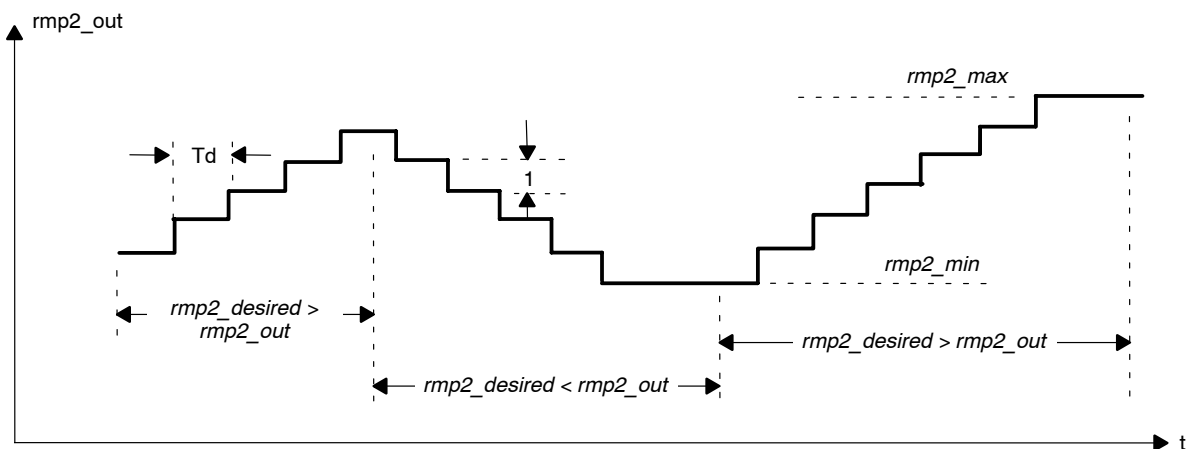 rmp2_out
rmp2_max
Td
1
rmp2_min
rmp2_desired >
rmp2_out
rmp2_desired > rmp2_out
rmp2_desired < rmp2_out
t